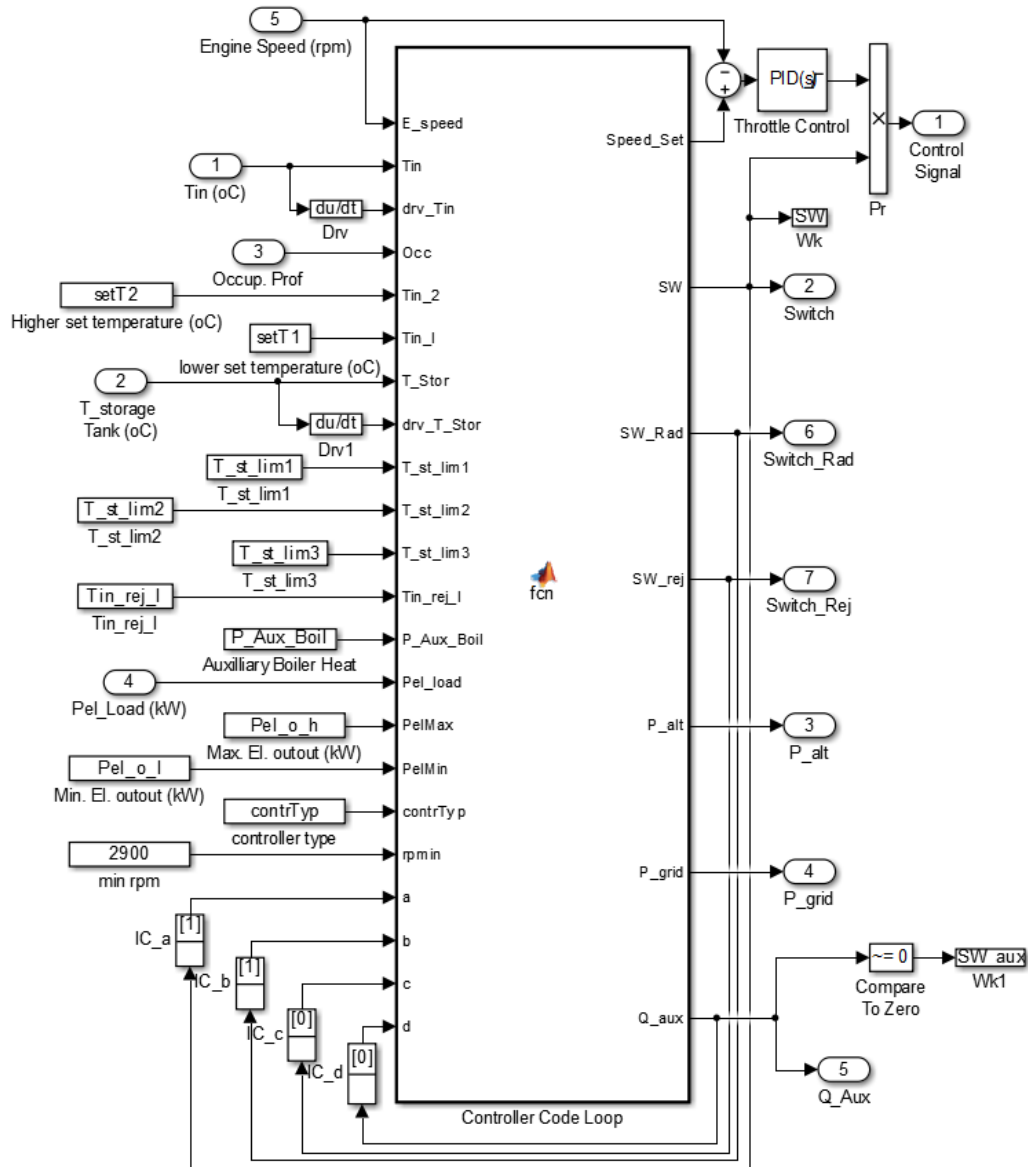 5
Engine Speed (rpm)
PID(s)
Throttle Control
1
Control
Signal
Pr
E_speed
Speed_Set
1
Tin (oC)
Tin
du/dt
Drv
drv_Tin
SW
Wk
3
Occup. Prof
Occ
setT2
Higher set temperature (oC)
Tin_2
SW
2
Switch
setT1
lower set temperature (oC)
Tin_l
2
T_storage
Tank (oC)
T_Stor
du/dt
Drv1
drv_T_Stor
SW_Rad
6
Switch_Rad
T_st_lim1
T_st_lim1
T_st_lim1
T_st_lim2
T_st_lim2
T_st_lim2
T_st_lim3
T_st_lim3
T_st_lim3
fcn
SW_rej
7
Switch_Rej
Tin_rej_l
Tin_rej_l
Tin_rej_l
P_Aux_Boil
Auxilliary Boiler Heat
P_Aux_Boil
4
Pel_Load (kW)
Pel_load
Pel_o_h
Max. El. outout (kW)
PelMax
P_alt
3
P_alt
Pel_o_l
Min. El. outout (kW)
PelMin
contrTyp
controller type
contrTyp
2900
min rpm
rpmin
P_grid
4
P_grid
[1]
IC_a
a
[1]
IC_b
b
[0]
IC_c
c
[0]
IC_d
d
~= 0
Compare
To Zero
SW_aux
Wk1
Q_aux
5
Q_Aux
Controller Code Loop